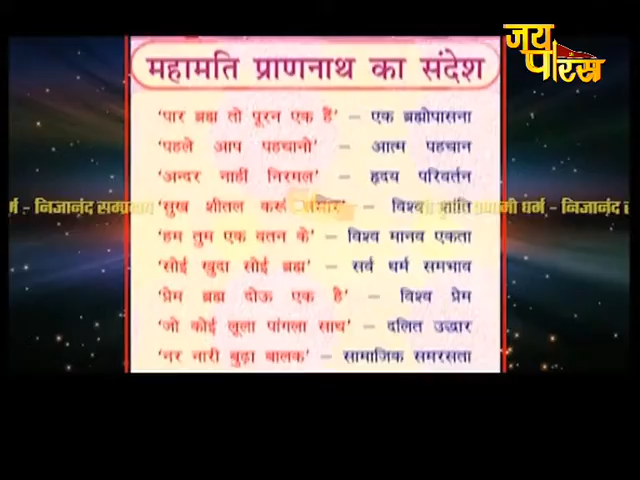 जय पारस
महामति प्राणनाथ का संदेश
'पार ब्रह्म तो पूरन एक है' – एक ब्रह्मोपासना
'पहले आप पहचानो' – आत्म पहचान
'अन्दर नाहीं निरमल' – हृदय परिवर्तन
'सुख शीतल करूं संसार' – विश्व शांति
र्म - निजानंद सम्प्रदाय प्रणामी धर्म - निजानंद स
'हम तुम एक वतन के' – विश्व मानव एकता
'सोई खुदा सोई ब्रह्म' – सर्व धर्म समभाव
'प्रेम ब्रह्म दोऊ एक है' – विश्व प्रेम
'जो कोई लूला पांगला साथ' – दलित उद्धार
'नर नारी बुढ़ा बालक' – सामाजिक समरसता